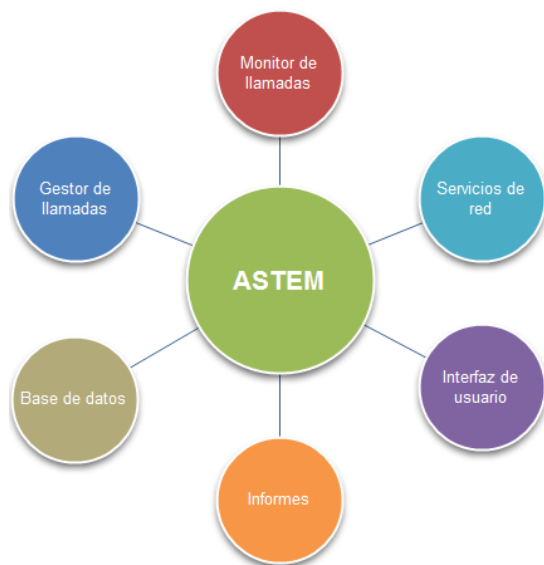 Monitor de
llamadas
Gestor de
llamadas
Servicios de
red
ASTEM
Base de datos
Interfaz de
usuario
Informes